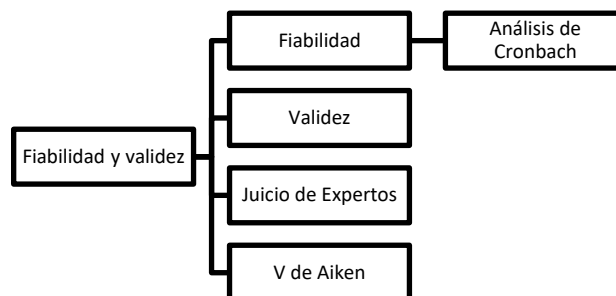 Fiabilidad
Análisis de
Cronbach
Validez
Fiabilidad y validez
Juicio de Expertos
V de Aiken